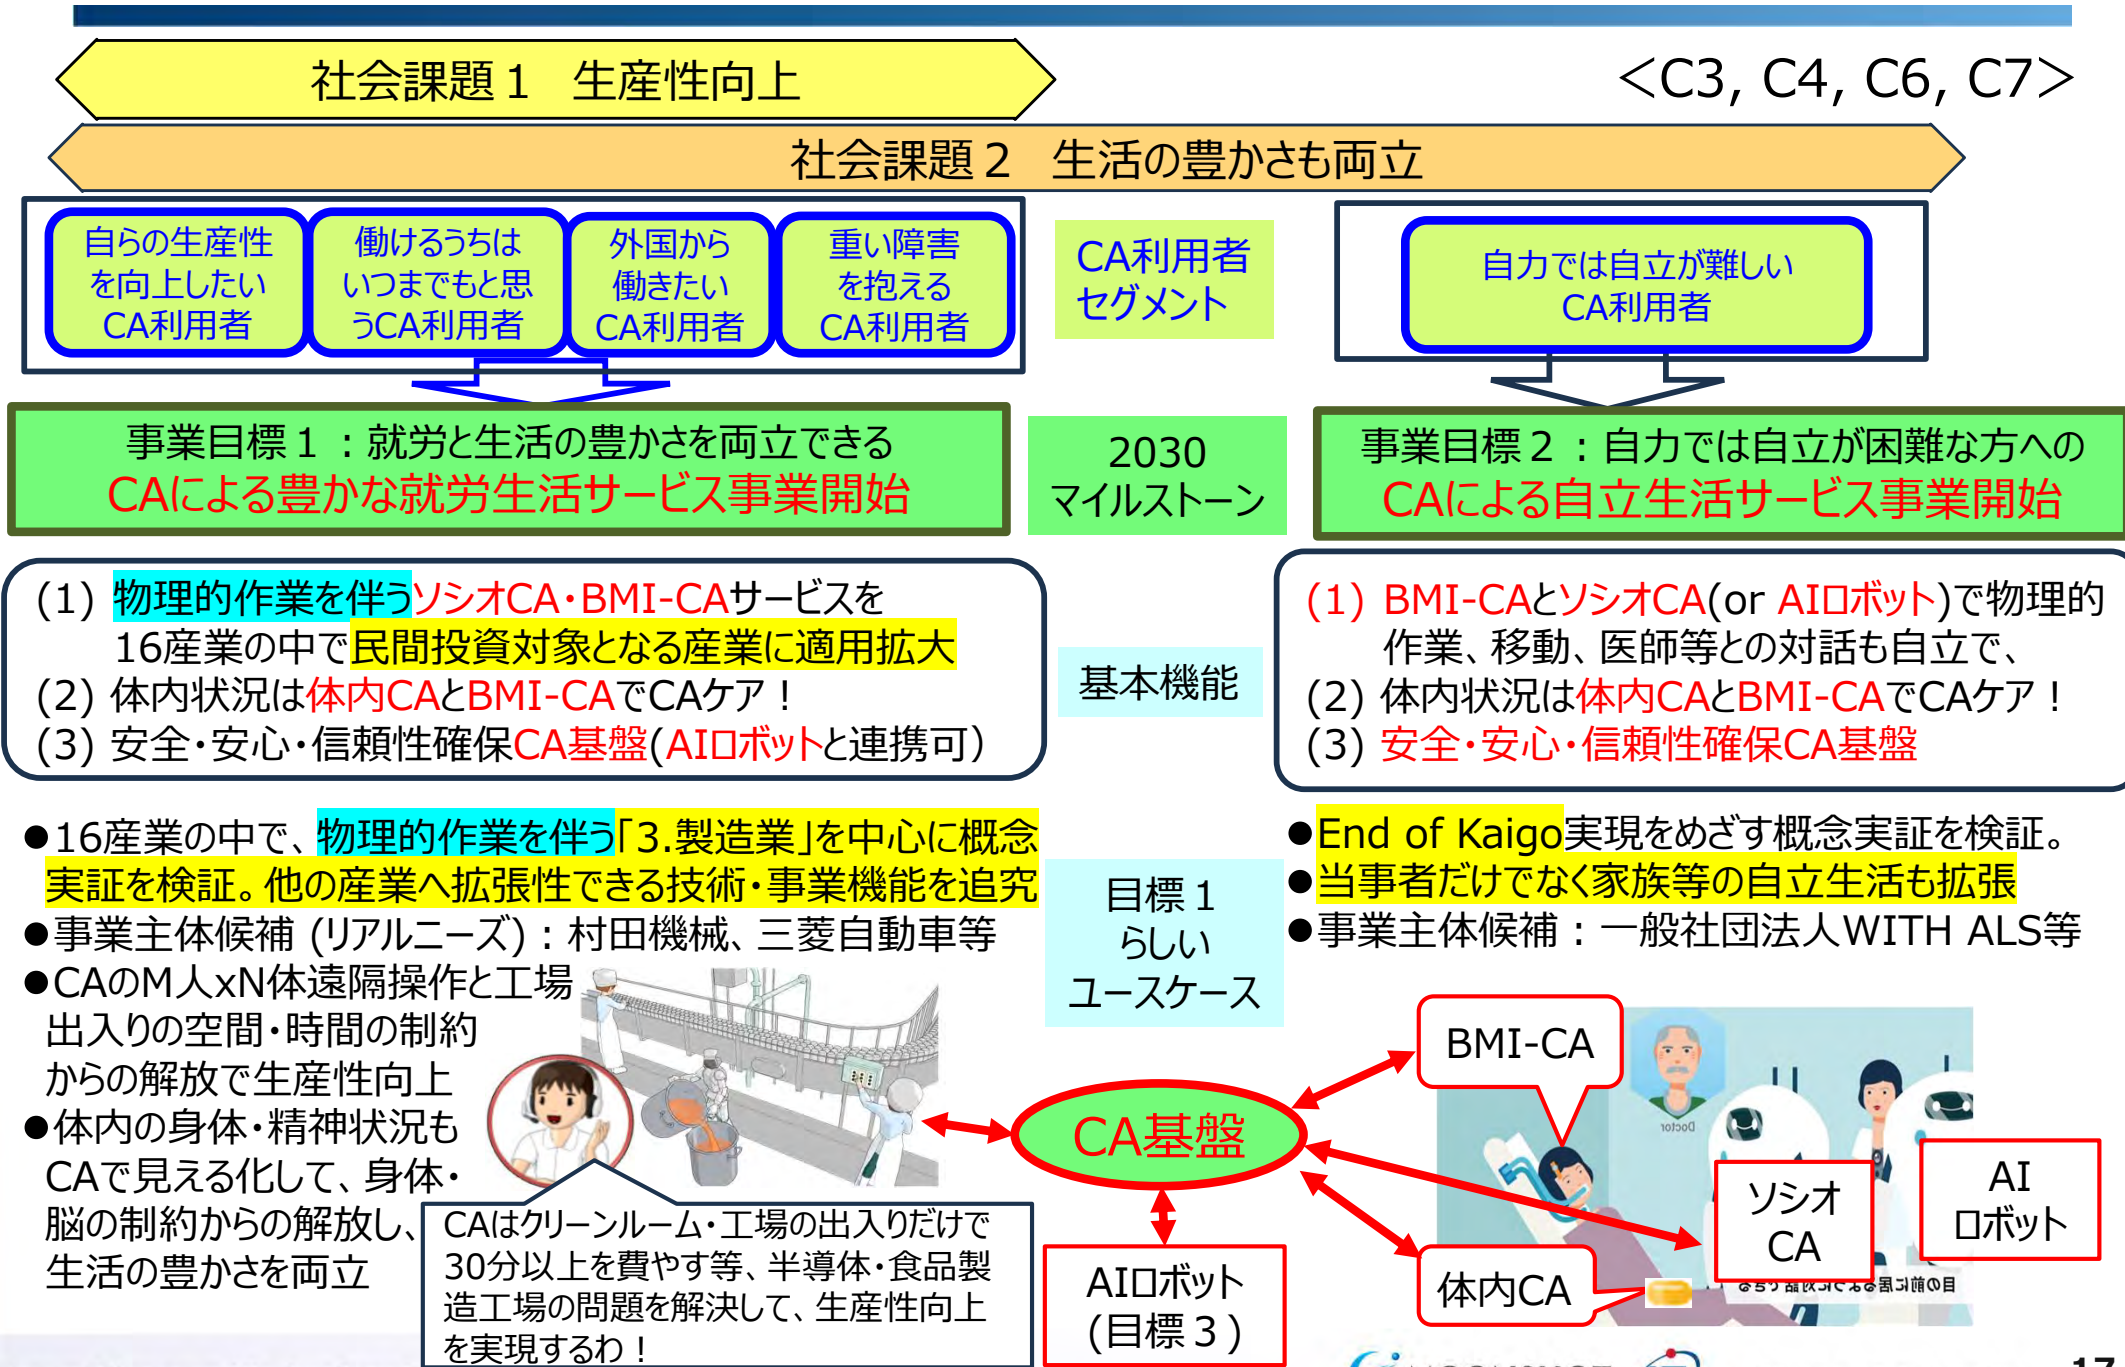 社会課題１　生産性向上
＜C3, C4, C6, C7＞
社会課題２　生活の豊かさも両立
自らの生産性
を向上したい
CA利用者
働けるうちは
いつまでもと思
うCA利用者
外国から
働きたい
CA利用者
重い障害
を抱える
CA利用者
CA利用者
セグメント
自力では自立が難しい
CA利用者
事業目標１：就労と生活の豊かさを両立できる
CAによる豊かな就労生活サービス事業開始
2030
マイルストーン
事業目標２：自力では自立が困難な方への
CAによる自立生活サービス事業開始
(1) 物理的作業を伴うソシオCA・BMI-CAサービスを
16産業の中で民間投資対象となる産業に適用拡大
(2) 体内状況は体内CAとBMI-CAでCAケア！
(3) 安全・安心・信頼性確保CA基盤(AIロボットと連携可）
基本機能
(1) BMI-CAとソシオCA(or AIロボット)で物理的
作業、移動、医師等との対話も自立で、
(2) 体内状況は体内CAとBMI-CAでCAケア！
(3) 安全・安心・信頼性確保CA基盤
●16産業の中で、物理的作業を伴う「3.製造業」を中心に概念
実証を検証。他の産業へ拡張性できる技術・事業機能を追究
●事業主体候補 (リアルニーズ)：村田機械、三菱自動車等
●CAのM人xN体遠隔操作と工場
出入りの空間・時間の制約
からの解放で生産性向上
●体内の身体・精神状況も
CAで見える化して、身体・
脳の制約からの解放し、
生活の豊かさを両立
CAはクリーンルーム・工場の出入りだけで
30分以上を費やす等、半導体・食品製
造工場の問題を解決して、生産性向上
を実現するわ！
目標１
らしい
ユースケース
●End of Kaigo実現をめざす概念実証を検証。
●当事者だけでなく家族等の自立生活も拡張
●事業主体候補：一般社団法人WITH ALS等
CA基盤
AIロボット
(目標３)
BMI-CA
Doctor
ソシオ
CA
AI
ロボット
体内CA
目の前に居るように対話できる
17